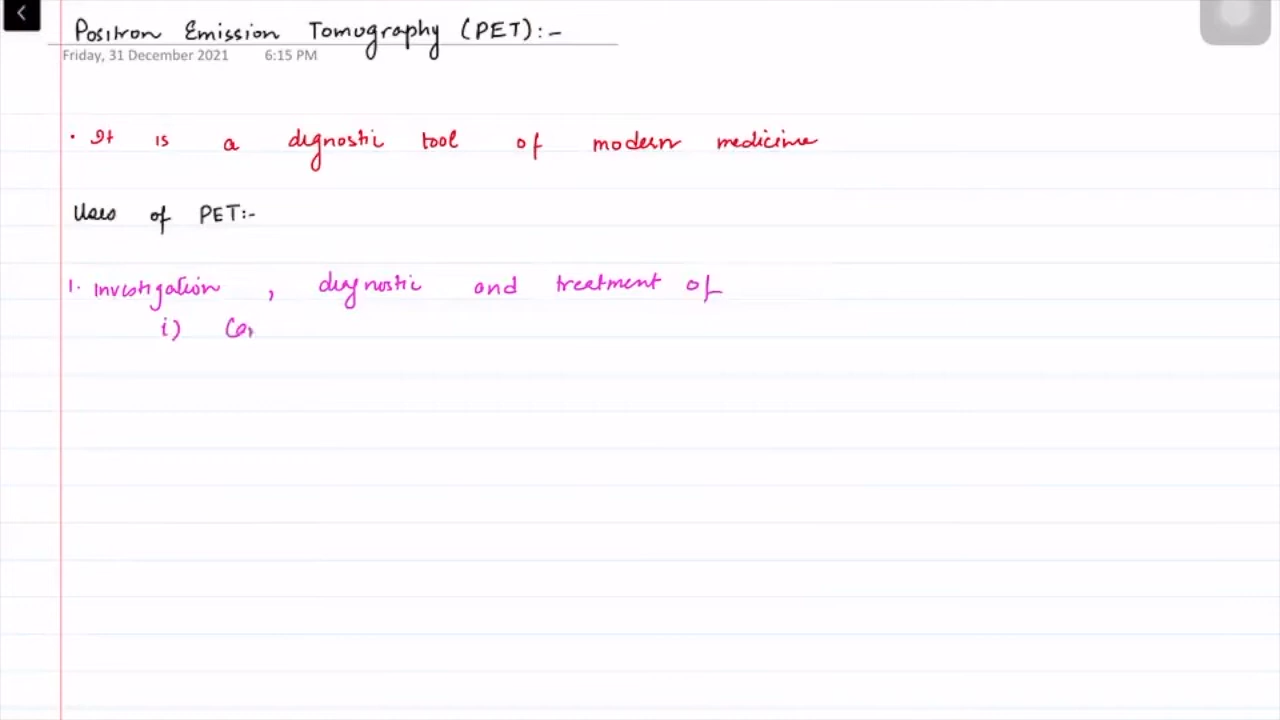 Positron Emission Tomography (PET):-
Friday, 31 December 2021 6:15 PM
· It is a dignostic tool of modern medicine
Uses of PET:-
1. Investigation, diagnostic and treatment of
i)